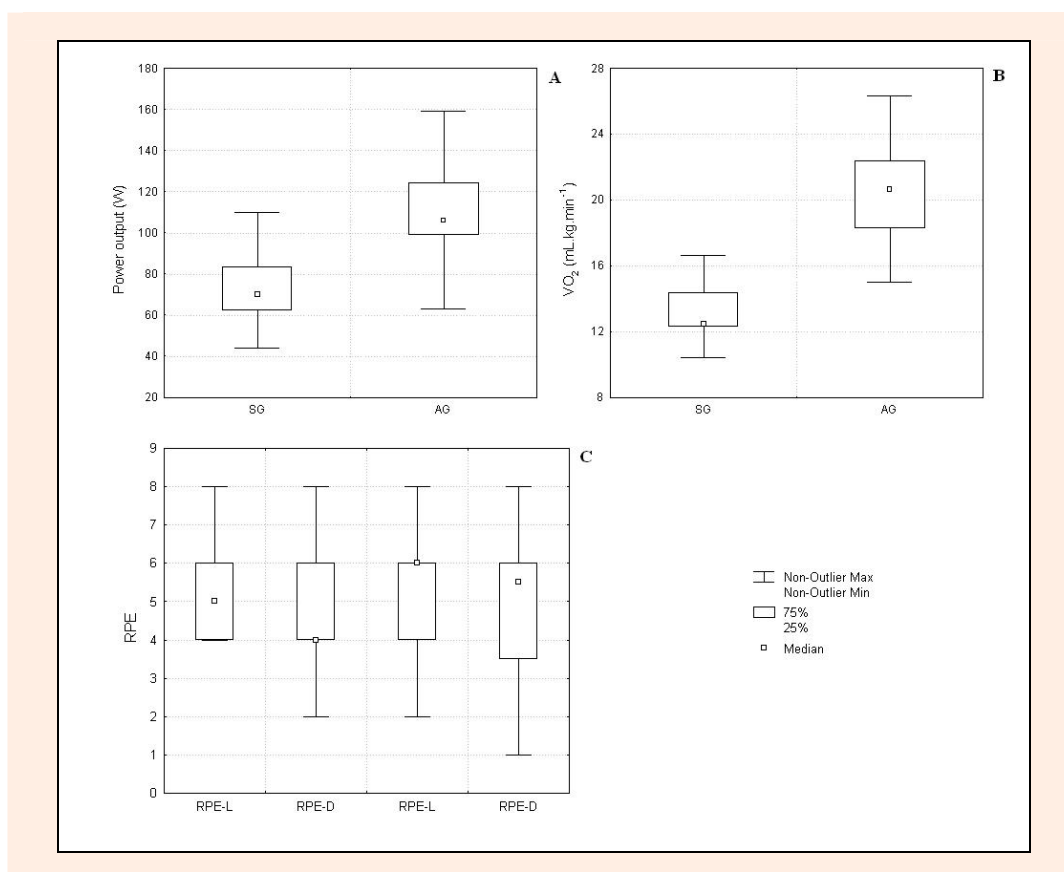 A
180
160
140
120
100
80
60
40
20
Power output (W)
SG AG
B
28
24
20
16
12
8
VO₂ (mL.kg.min⁻¹)
SG AG
C
9
8
7
6
5
4
3
2
1
0
RPE
RPE-L RPE-D RPE-L RPE-D
Non-Outlier Max
Non-Outlier Min
75%
25%
Median